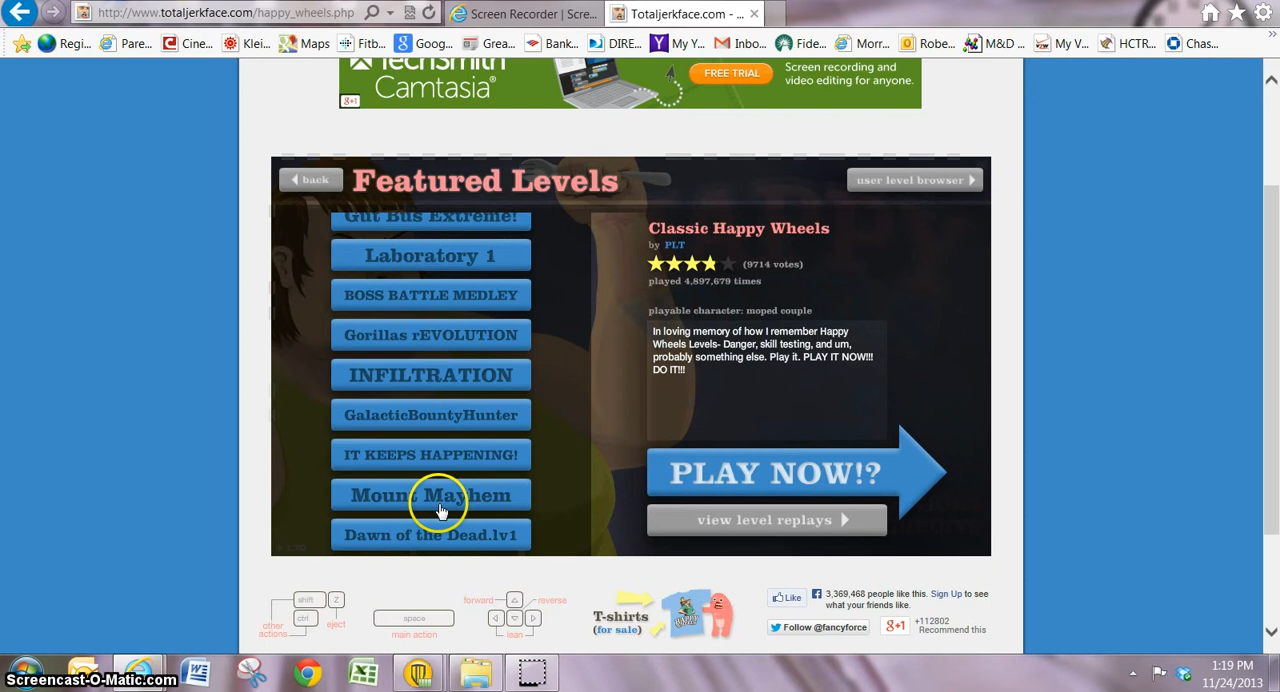 http://www.totaljerkface.com/happy_wheels.php
Screen Recorder | Scre...
Totaljerkface.com - ...
Regi...
Pare...
Cine...
Klei...
Maps
Fitb...
Goog...
Grea...
Bank...
DIRE...
My Y...
Inbo...
Fide...
Morr...
Robe...
M&D ...
My V...
HCTR...
Chas...
TechSmith
Camtasia®
FREE TRIAL
Screen recording and
video editing for anyone.
g+1
back
Featured Levels
user level browser
Gut Bus Extreme!
Laboratory 1
BOSS BATTLE MEDLEY
Gorillas rEVOLUTION
INFILTRATION
GalacticBountyHunter
IT KEEPS HAPPENING!
Mount Mayhem
Dawn of the Dead.lv1
Classic Happy Wheels
by PLT
(9714 votes)
played 4,897,679 times
playable character: moped couple
In loving memory of how I remember Happy
Wheels Levels- Danger, skill testing, and um,
probably something else. Play it. PLAY IT NOW!!!
DO IT!!!
PLAY NOW!?
view level replays
shift
Z
ctrl
eject
other
actions
space
main action
forward
reverse
lean
T-shirts
(for sale)
Like
3,369,468 people like this. Sign Up to see
what your friends like.
Follow @fancyforce
g+1
+112802
Recommend this
Screencast-O-Matic.com
1:19 PM
11/24/2013